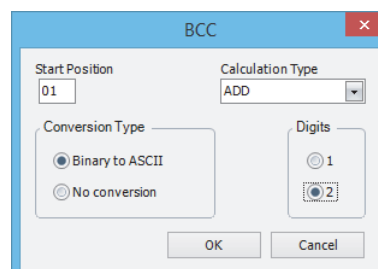 BCC
Start Position
Calculation Type
01
ADD
Conversion Type
Digits
Binary to ASCII
1
No conversion
2
OK
Cancel